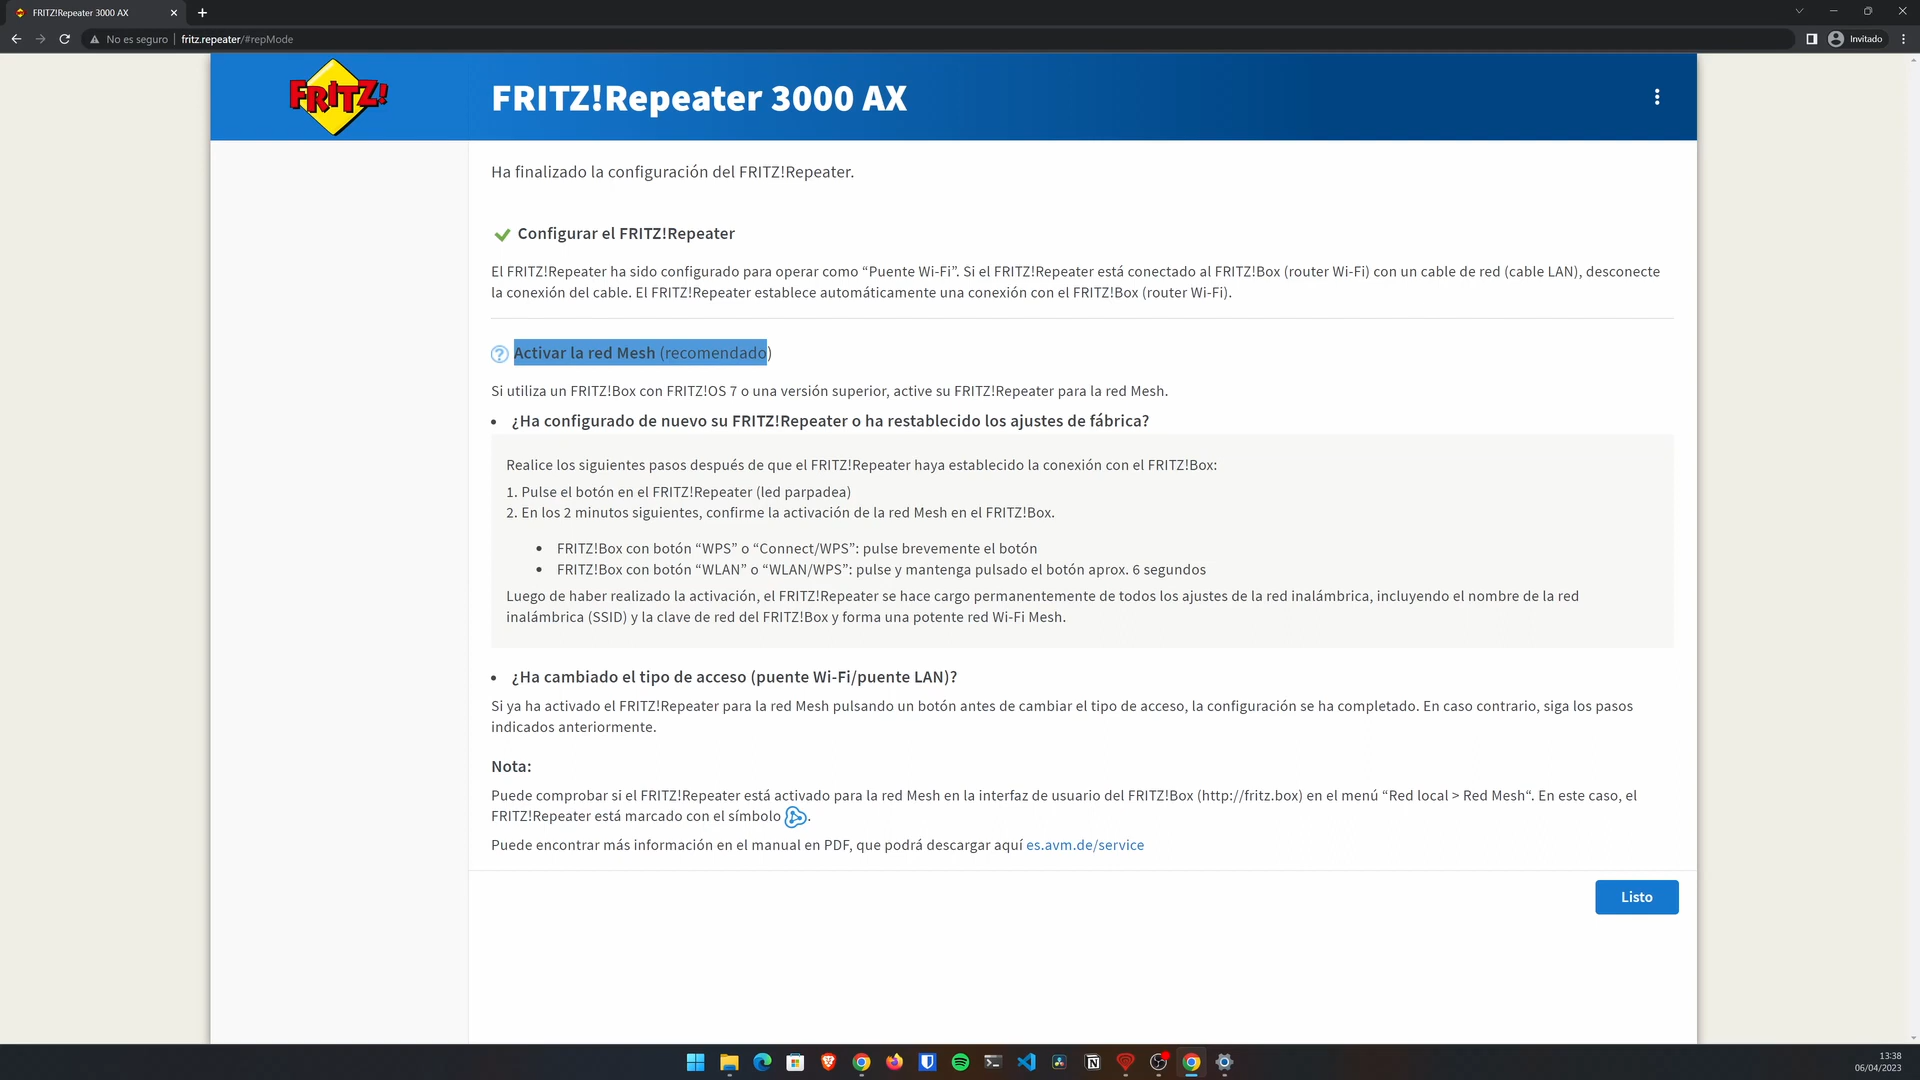 FRITZ!Repeater 3000 AX
No es seguro
fritz.repeater/#repMode
Invitado
FRITZ!
FRITZ!Repeater 3000 AX
Ha finalizado la configuración del FRITZ!Repeater.
Configurar el FRITZ!Repeater
El FRITZ!Repeater ha sido configurado para operar como “Puente Wi-Fi”. Si el FRITZ!Repeater está conectado al FRITZ!Box (router Wi-Fi) con un cable de red (cable LAN), desconecte
la conexión del cable. El FRITZ!Repeater establece automáticamente una conexión con el FRITZ!Box (router Wi-Fi).
Activar la red Mesh (recomendado)
Si utiliza un FRITZ!Box con FRITZ!OS 7 o una versión superior, active su FRITZ!Repeater para la red Mesh.
• ¿Ha configurado de nuevo su FRITZ!Repeater o ha restablecido los ajustes de fábrica?
Realice los siguientes pasos después de que el FRITZ!Repeater haya establecido la conexión con el FRITZ!Box:
1. Pulse el botón en el FRITZ!Repeater (led parpadea)
2. En los 2 minutos siguientes, confirme la activación de la red Mesh en el FRITZ!Box.
• FRITZ!Box con botón “WPS” o “Connect/WPS”: pulse brevemente el botón
• FRITZ!Box con botón “WLAN” o “WLAN/WPS”: pulse y mantenga pulsado el botón aprox. 6 segundos
Luego de haber realizado la activación, el FRITZ!Repeater se hace cargo permanentemente de todos los ajustes de la red inalámbrica, incluyendo el nombre de la red
inalámbrica (SSID) y la clave de red del FRITZ!Box y forma una potente red Wi-Fi Mesh.
• ¿Ha cambiado el tipo de acceso (puente Wi-Fi/puente LAN)?
Si ya ha activado el FRITZ!Repeater para la red Mesh pulsando un botón antes de cambiar el tipo de acceso, la configuración se ha completado. En caso contrario, siga los pasos
indicados anteriormente.
Nota:
Puede comprobar si el FRITZ!Repeater está activado para la red Mesh en la interfaz de usuario del FRITZ!Box (http://fritz.box) en el menú “Red local > Red Mesh“. En este caso, el
FRITZ!Repeater está marcado con el símbolo .
Puede encontrar más información en el manual en PDF, que podrá descargar aquí es.avm.de/service
Listo
13:38
06/04/2023